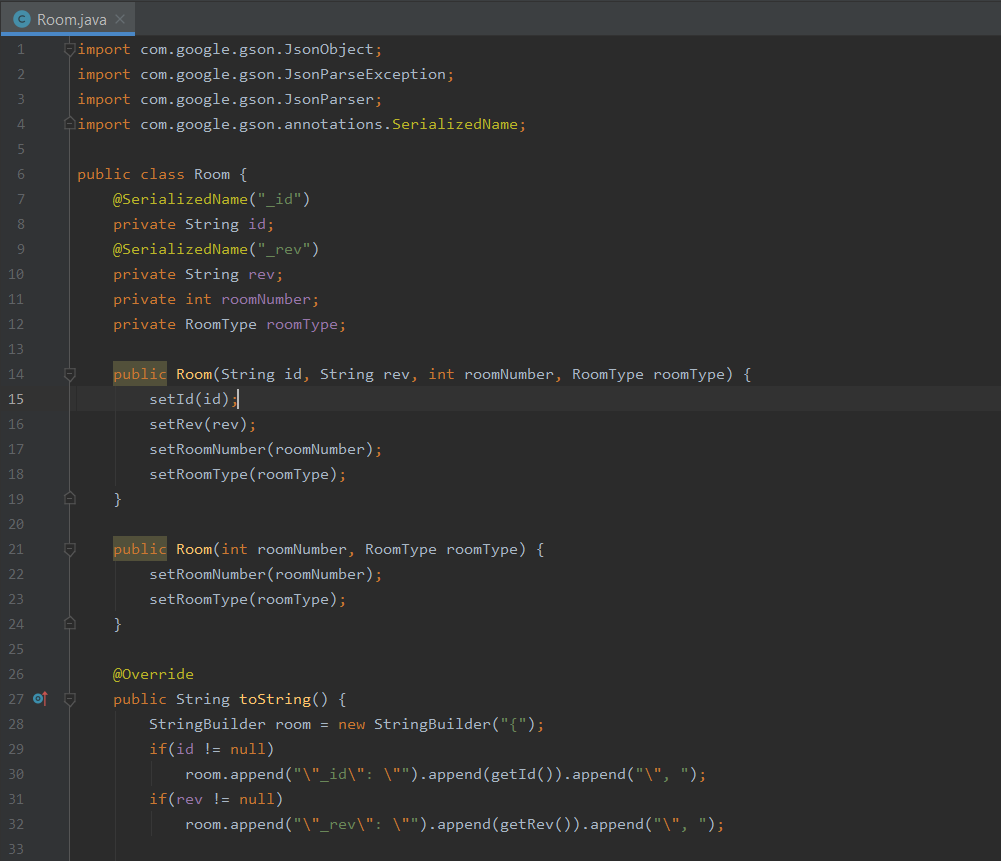 Room.java
1 import com.google.gson.JsonObject;
2 import com.google.gson.JsonParseException;
3 import com.google.gson.JsonParser;
4 import com.google.gson.annotations.SerializedName;
5
6 public class Room {
7     @SerializedName("_id")
8     private String id;
9     @SerializedName("_rev")
10     private String rev;
11     private int roomNumber;
12     private RoomType roomType;
13
14     public Room(String id, String rev, int roomNumber, RoomType roomType) {
15         setId(id);
16         setRev(rev);
17         setRoomNumber(roomNumber);
18         setRoomType(roomType);
19     }
20
21     public Room(int roomNumber, RoomType roomType) {
22         setRoomNumber(roomNumber);
23         setRoomType(roomType);
24     }
25
26     @Override
27     public String toString() {
28         StringBuilder room = new StringBuilder("{");
29         if(id != null)
30             room.append("\"_id\": \"").append(getId()).append("\", ");
31         if(rev != null)
32             room.append("\"_rev\": \"").append(getRev()).append("\", ");
33